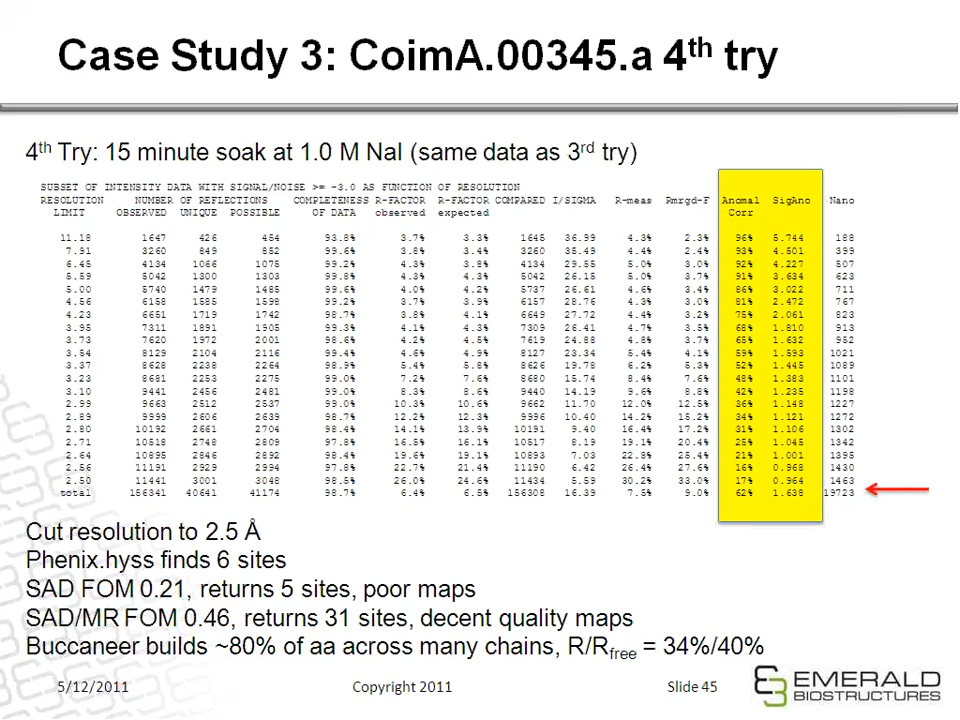 Case Study 3: CoimA.00345.a 4th try
4th Try: 15 minute soak at 1.0 M NaI (same data as 3rd try)
SUBSET OF INTENSITY DATA WITH SIGNAL/NOISE >= -3.0 AS FUNCTION OF RESOLUTION
RESOLUTION NUMBER OF REFLECTIONS COMPLETENESS R-FACTOR R-FACTOR COMPARED I/SIGMA R-meas Rmrgd-F Anomal SigAno Nano
LIMIT OBSERVED UNIQUE POSSIBLE OF DATA observed expected Corr
11.18 1647 426 454 93.8% 3.7% 3.3% 1645 36.99 4.3% 2.3% 96% 5.744 188
7.91 3260 849 852 99.6% 3.8% 3.4% 3260 35.49 4.4% 2.4% 93% 4.501 399
6.45 4134 1066 1075 99.2% 4.3% 3.8% 4134 29.55 5.0% 3.0% 92% 4.227 507
5.59 5042 1300 1303 99.8% 4.3% 4.3% 5042 26.15 5.0% 3.7% 91% 3.634 623
5.00 5740 1479 1485 99.6% 4.0% 4.2% 5737 26.61 4.6% 3.4% 86% 3.022 711
4.56 6158 1585 1598 99.2% 3.7% 3.9% 6157 28.76 4.3% 3.0% 81% 2.472 767
4.23 6651 1719 1742 98.7% 3.8% 4.1% 6649 27.72 4.4% 3.2% 75% 2.061 823
3.95 7311 1891 1905 99.3% 4.1% 4.3% 7309 26.41 4.7% 3.5% 68% 1.810 913
3.73 7620 1972 2001 98.6% 4.2% 4.5% 7619 24.88 4.8% 3.7% 65% 1.632 952
3.54 8129 2104 2116 99.4% 4.6% 4.9% 8127 23.34 5.4% 4.1% 59% 1.593 1021
3.37 8628 2238 2264 98.9% 5.4% 5.8% 8626 19.78 6.2% 5.3% 52% 1.445 1089
3.23 8681 2253 2275 99.0% 7.2% 7.6% 8680 15.74 8.4% 7.6% 48% 1.383 1101
3.10 9441 2456 2481 99.0% 8.3% 8.6% 9440 14.19 9.6% 8.8% 42% 1.235 1198
2.99 9663 2512 2537 99.0% 10.3% 10.6% 9662 11.70 12.0% 12.5% 36% 1.148 1227
2.89 9999 2606 2639 98.7% 12.2% 12.3% 9996 10.40 14.2% 15.2% 34% 1.121 1272
2.80 10192 2661 2704 98.4% 14.1% 13.9% 10191 9.40 16.4% 17.2% 31% 1.106 1302
2.71 10518 2748 2809 97.8% 16.5% 16.1% 10517 8.19 19.1% 20.4% 25% 1.045 1342
2.64 10895 2846 2892 98.4% 19.6% 19.1% 10893 7.03 22.8% 25.4% 21% 1.001 1395
2.56 11191 2929 2994 97.8% 22.7% 21.4% 11190 6.42 26.4% 27.6% 16% 0.968 1430
2.50 11441 3001 3048 98.5% 26.0% 24.6% 11434 5.59 30.2% 33.0% 17% 0.964 1463
total 156341 40641 41174 98.7% 6.4% 6.5% 156308 16.39 7.5% 9.0% 62% 1.638 19723
Cut resolution to 2.5 Å
Phenix.hyss finds 6 sites
SAD FOM 0.21, returns 5 sites, poor maps
SAD/MR FOM 0.46, returns 31 sites, decent quality maps
Buccaneer builds ~80% of aa across many chains, R/Rfree = 34%/40%
5/12/2011 Copyright 2011 Slide 45
EMERALD
BIOSTRUCTURES